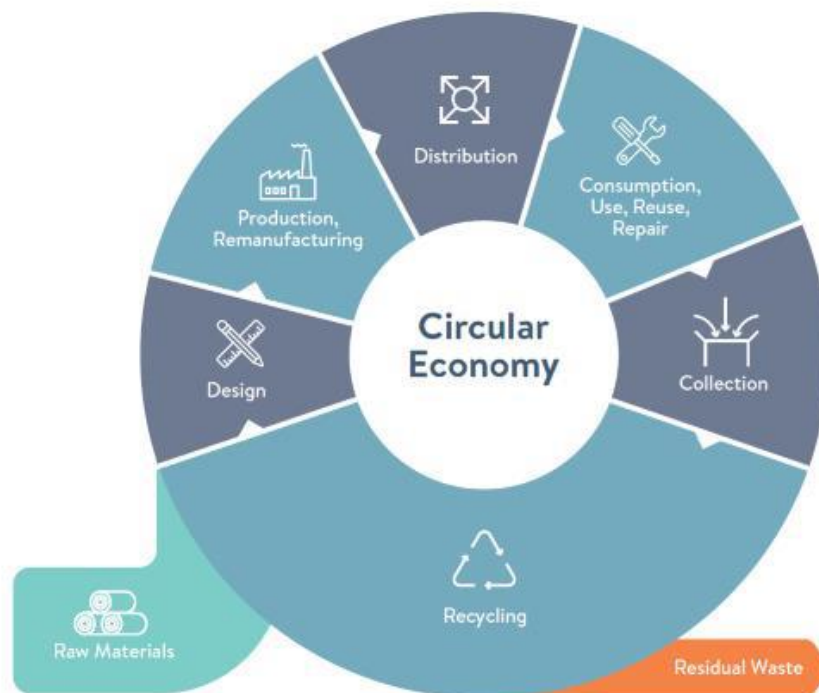 Distribution
Consumption,
Use, Reuse,
Repair
Production,
Remanufacturing
Circular
Economy
Design
Collection
Recycling
Raw Materials
Residual Waste